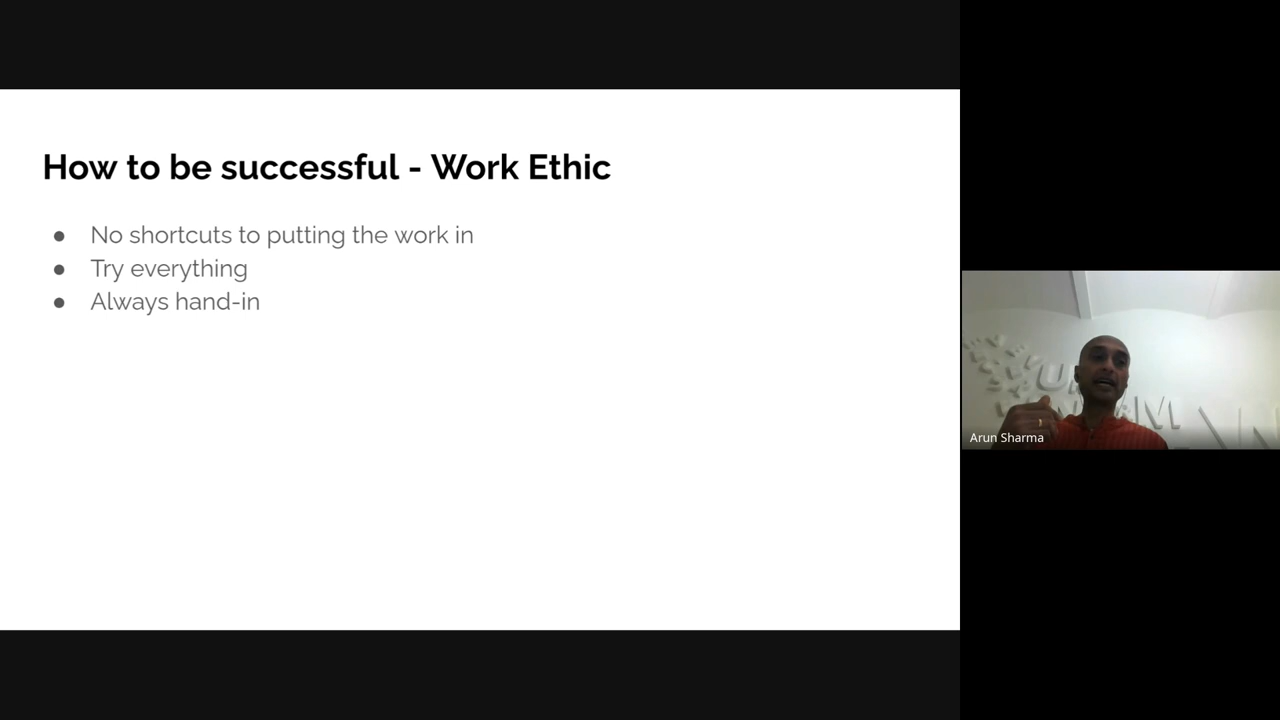 How to be successful - Work Ethic
● No shortcuts to putting the work in
● Try everything
● Always hand-in
Arun Sharma